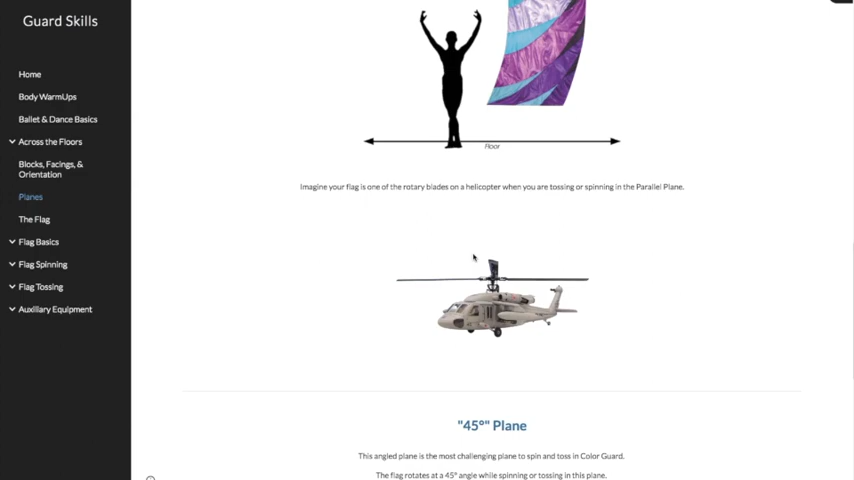 Guard Skills
Home
Body WarmUps
Ballet & Dance Basics
Across the Floors
Blocks, Facings, &
Orientation
Planes
The Flag
Flag Basics
Flag Spinning
Flag Tossing
Auxiliary Equipment
Floor
Imagine your flag is one of the rotary blades on a helicopter when you are tossing or spinning in the Parallel Plane.
"45°" Plane
This angled plane is the most challenging plane to spin and toss in Color Guard.
The flag rotates at a 45° angle while spinning or tossing in this plane.